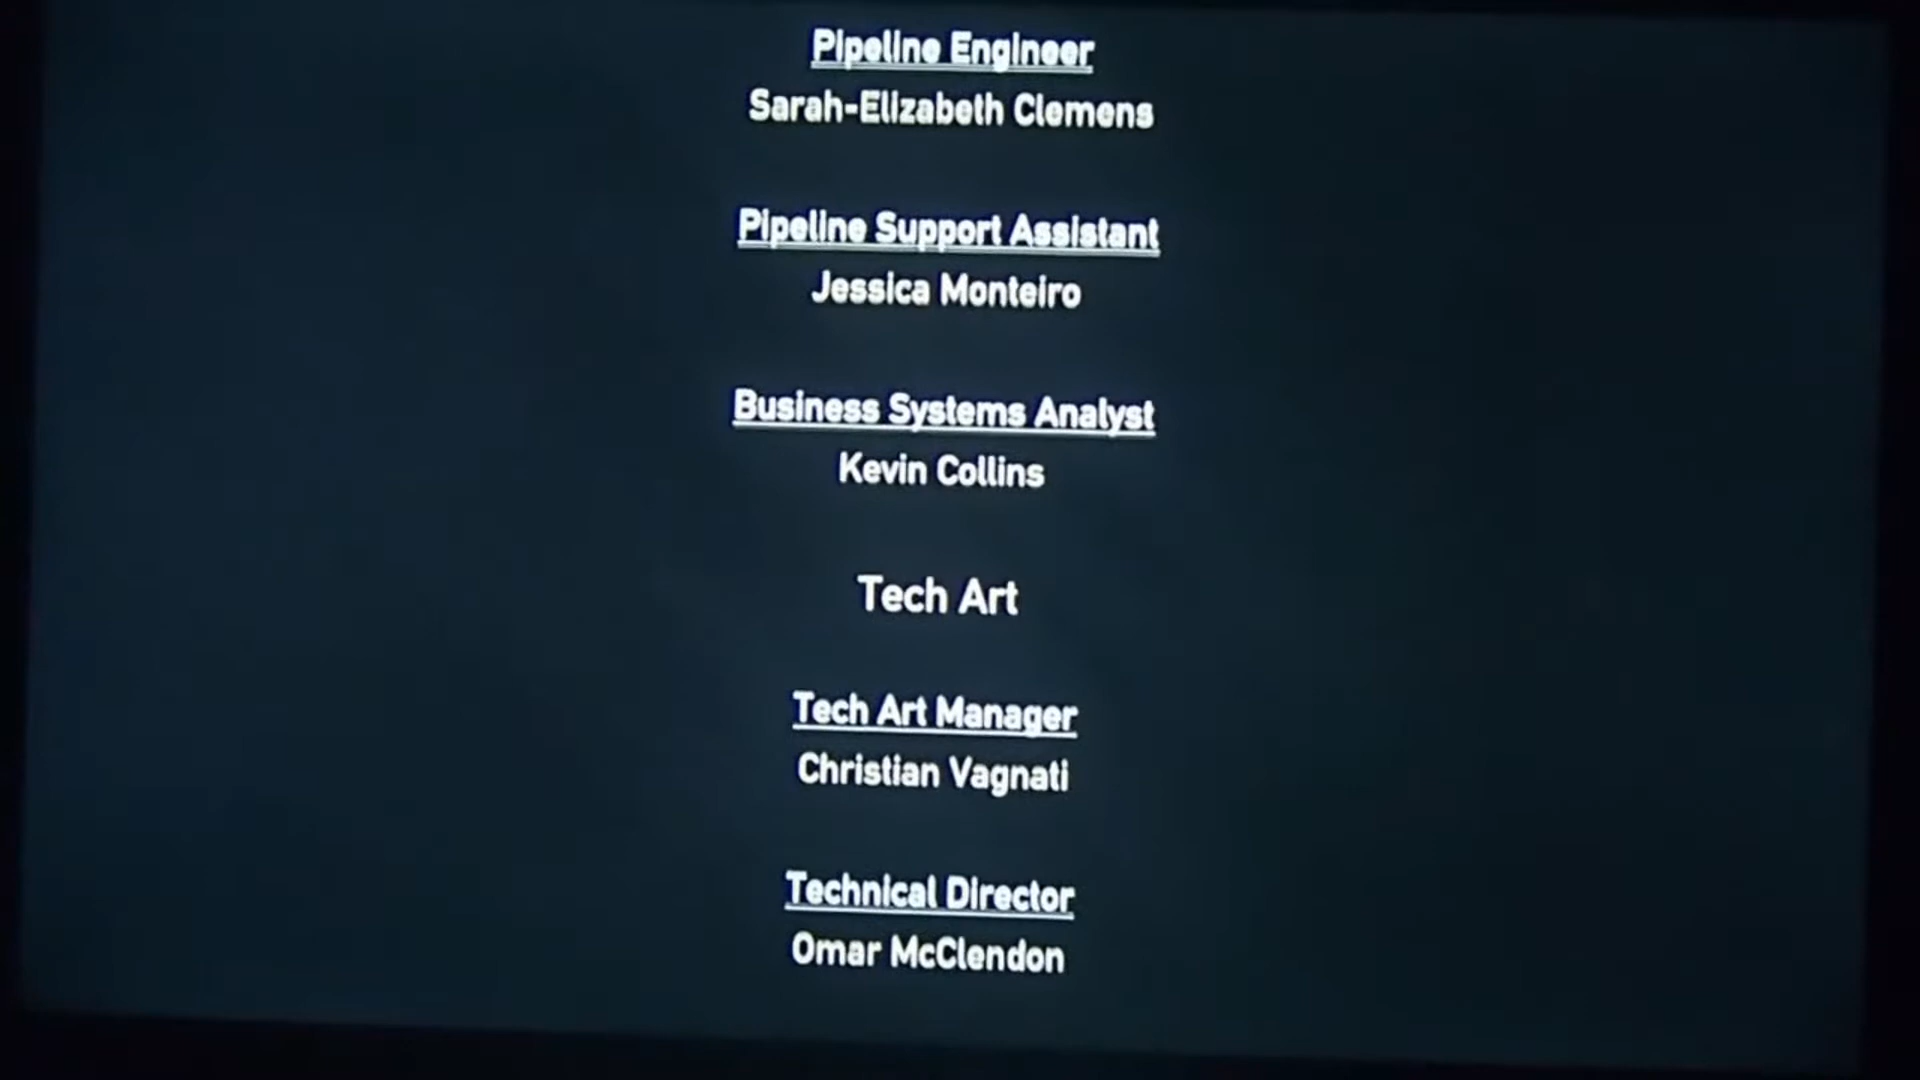 Pipeline Engineer
Sarah-Elizabeth Clemens
Pipeline Support Assistant
Jessica Monteiro
Business Systems Analyst
Kevin Collins
Tech Art
Tech Art Manager
Christian Vagnati
Technical Director
Omar McClendon